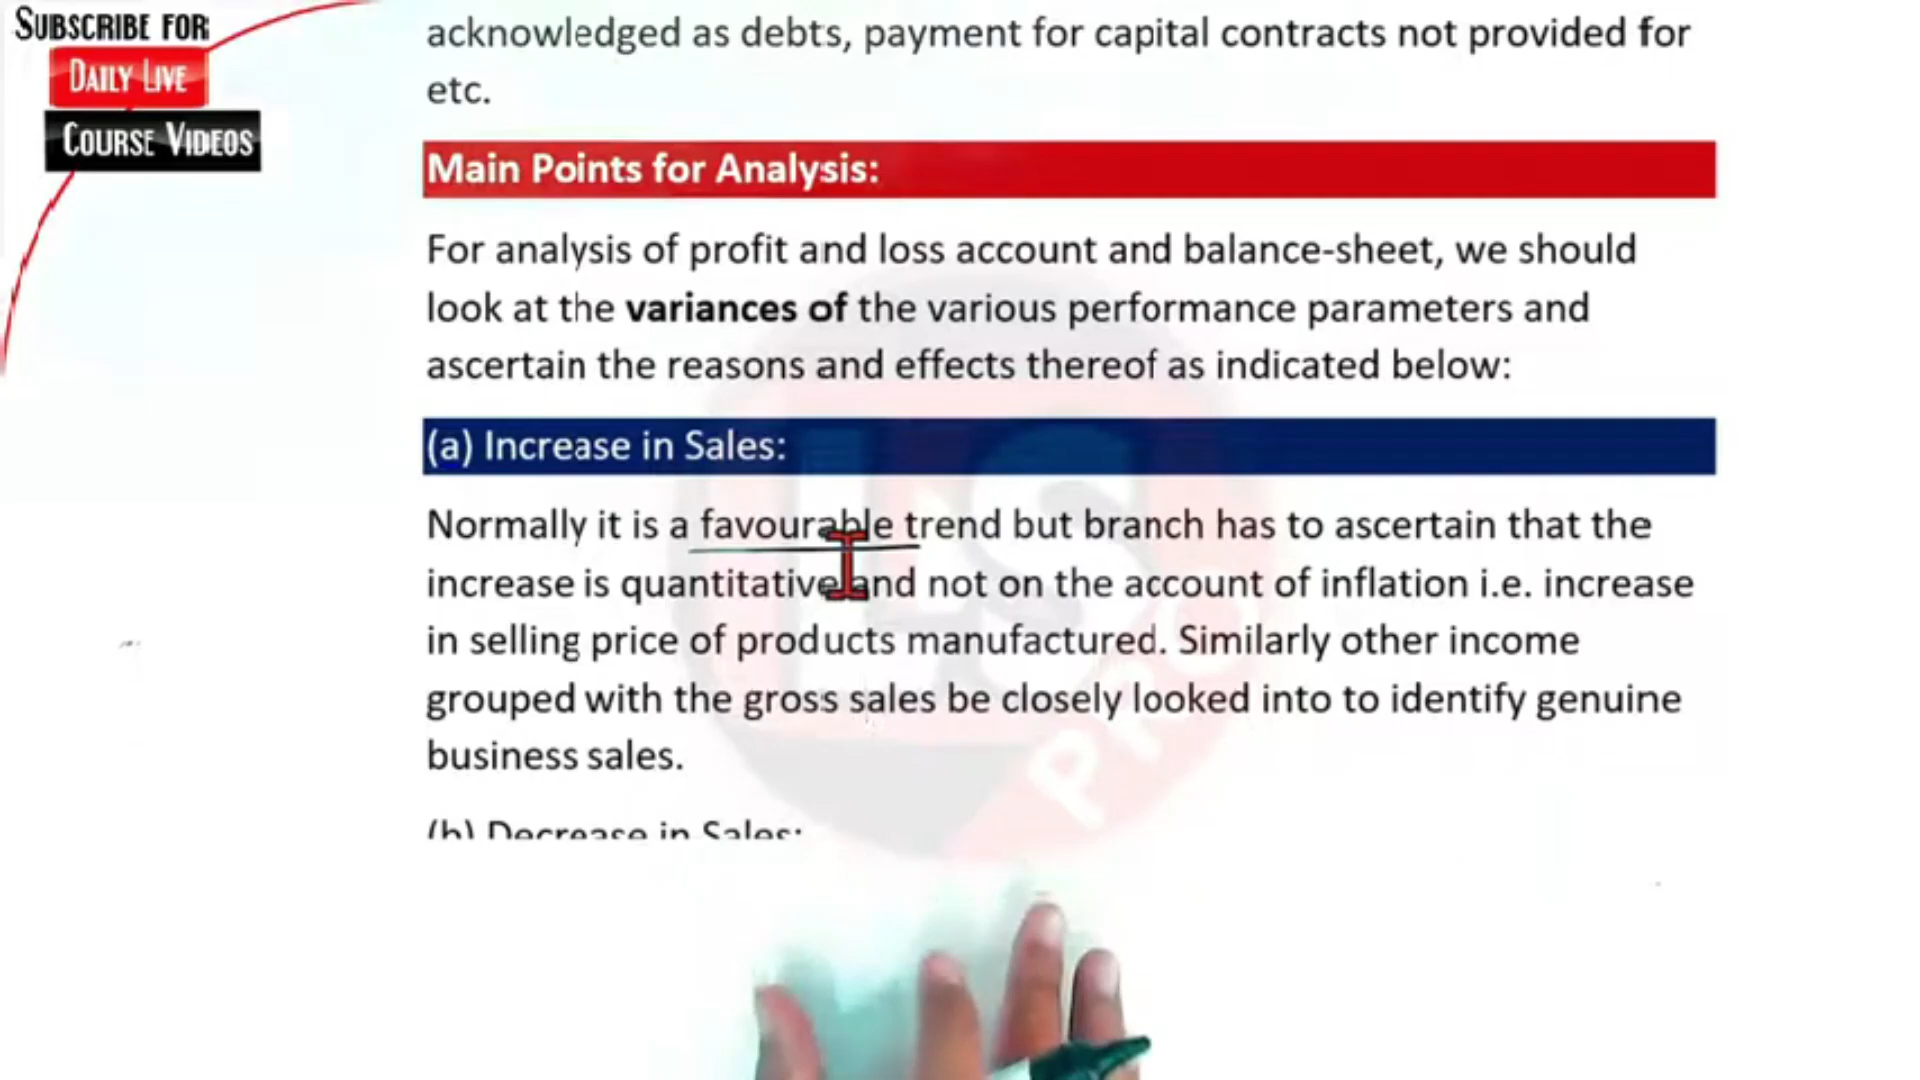 SUBSCRIBE FOR
DAILY LIVE
COURSE VIDEOS
acknowledged as debts, payment for capital contracts not provided for
etc.
Main Points for Analysis:
For analysis of profit and loss account and balance-sheet, we should
look at the variances of the various performance parameters and
ascertain the reasons and effects thereof as indicated below:
(a) Increase in Sales:
Normally it is a favourable trend but branch has to ascertain that the
increase is quantitative and not on the account of inflation i.e. increase
in selling price of products manufactured. Similarly other income
grouped with the gross sales be closely looked into to identify genuine
business sales.
(b) Decrease in Sales:
PRO